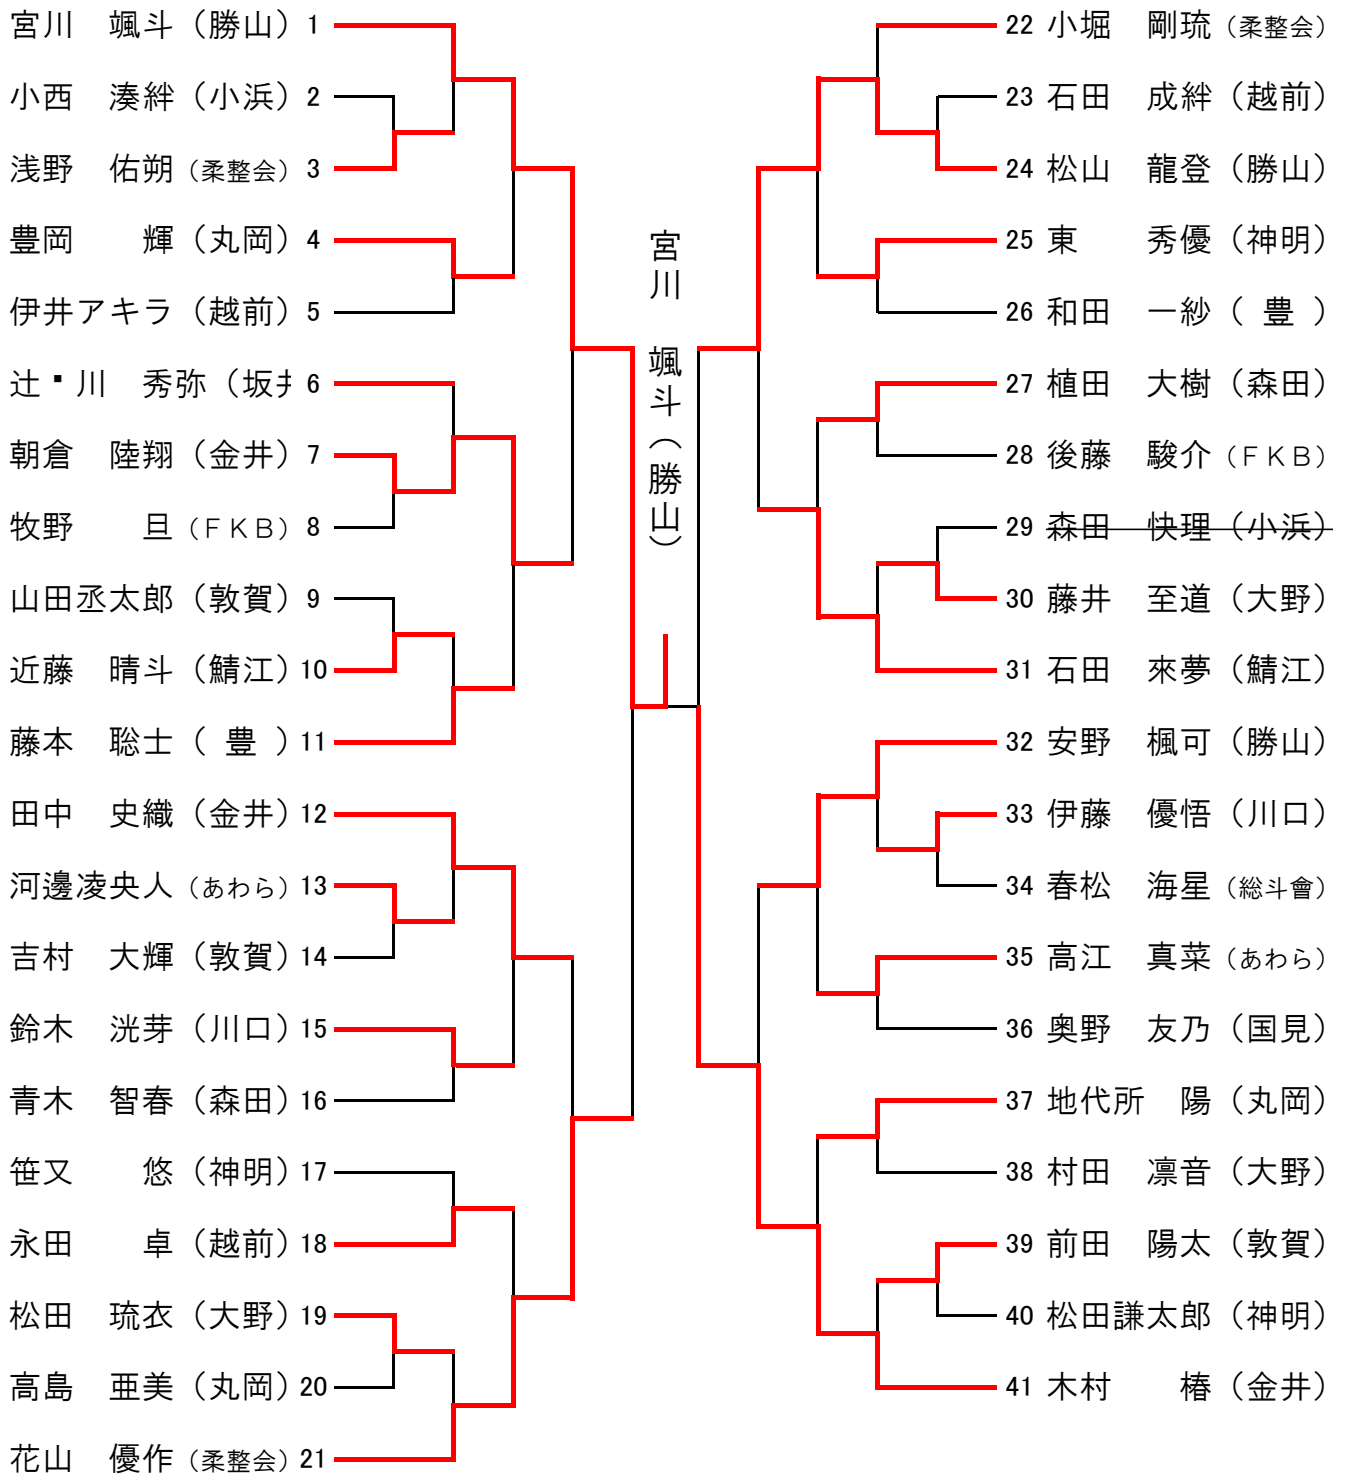 宮川　颯斗（勝山）1
小西　湊絆（小浜）2
浅野　佑朔（柔整会）3
豊岡　　輝（丸岡）4
伊井アキラ（越前）5
辻・川　秀弥（坂井 6
朝倉　陸翔（金井）7
牧野　　旦（ＦＫＢ）8
山田丞太郎（敦賀）9
近藤　晴斗（鯖江）10
藤本　聡士（ 豊 ）11
田中　史織（金井）12
河邊凌央人（あわら）13
吉村　大輝（敦賀）14
鈴木　洸芽（川口）15
青木　智春（森田）16
笹又　　悠（神明）17
永田　　卓（越前）18
松田　琉衣（大野）19
高島　亜美（丸岡）20
花山　優作（柔整会）21
宮川　颯斗（勝山）
22 小堀　剛琉（柔整会）
23 石田　成絆（越前）
24 松山　龍登（勝山）
25 東　　秀優（神明）
26 和田　一紗（ 豊 ）
27 植田　大樹（森田）
28 後藤　駿介（ＦＫＢ）
29 森田　快理（小浜）
30 藤井　至道（大野）
31 石田　來夢（鯖江）
32 安野　楓可（勝山）
33 伊藤　優悟（川口）
34 春松　海星（総斗會）
35 高江　真菜（あわら）
36 奥野　友乃（国見）
37 地代所　陽（丸岡）
38 村田　凛音（大野）
39 前田　陽太（敦賀）
40 松田謙太郎（神明）
41 木村　　椿（金井）